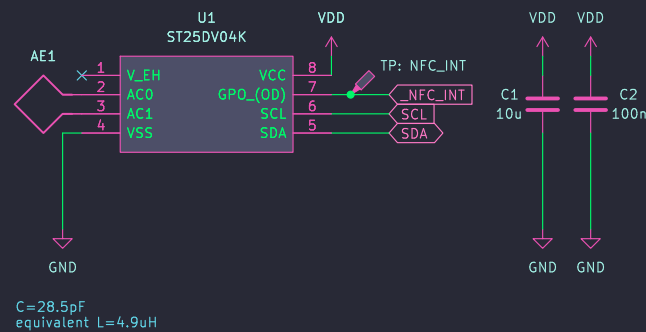 U1
ST25DV04K
VDD
VDD
VDD
AE1
1
V_EH
VCC
8
TP: NFC_INT
2
AC0
GPO_(OD)
7
_NFC_INT
3
AC1
SCL
6
SCL
4
VSS
SDA
5
SDA
C1
10u
C2
100n
GND
GND
GND
C=28.5pF
equivalent L=4.9uH